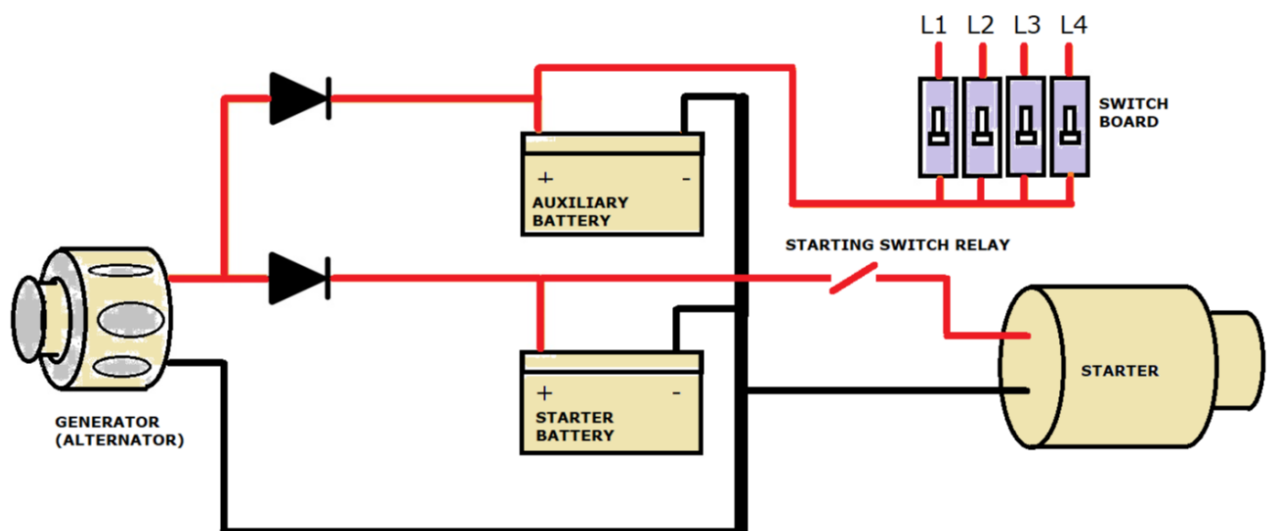 L1 L2 L3 L4
SWITCH
BOARD
+ -
AUXILIARY
BATTERY
STARTING SWITCH RELAY
+ -
STARTER
BATTERY
STARTER
GENERATOR
(ALTERNATOR)